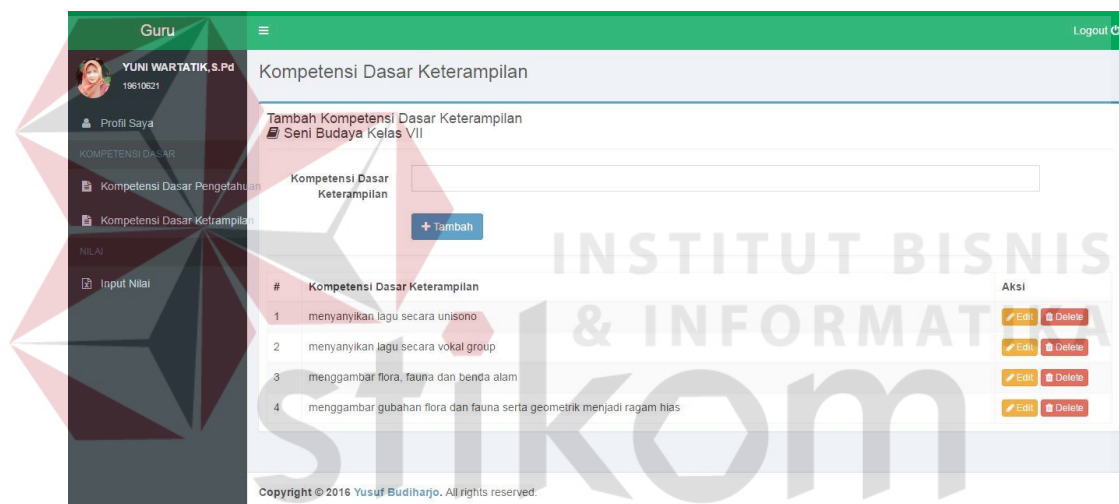 Guru
Logout
YUNI WARTATIK,S.Pd
19610621
Kompetensi Dasar Keterampilan
Profil Saya
KOMPETENSI DASAR
Kompetensi Dasar Pengetahuan
Kompetensi Dasar Ketrampilan
NILAI
Input Nilai
Tambah Kompetensi Dasar Keterampilan
Seni Budaya Kelas VII
Kompetensi Dasar
Keterampilan
+ Tambah
# Kompetensi Dasar Keterampilan Aksi
1 menyanyikan lagu secara unisono Edit Delete
2 menyanyikan lagu secara vokal group Edit Delete
3 menggambar flora, fauna dan benda alam Edit Delete
4 menggambar gubahan flora dan fauna serta geometrik menjadi ragam hias Edit Delete
Copyright © 2016 Yusuf Budiharjo. All rights reserved.
INSTITUT BISNIS
& INFORMATIKA
stikom